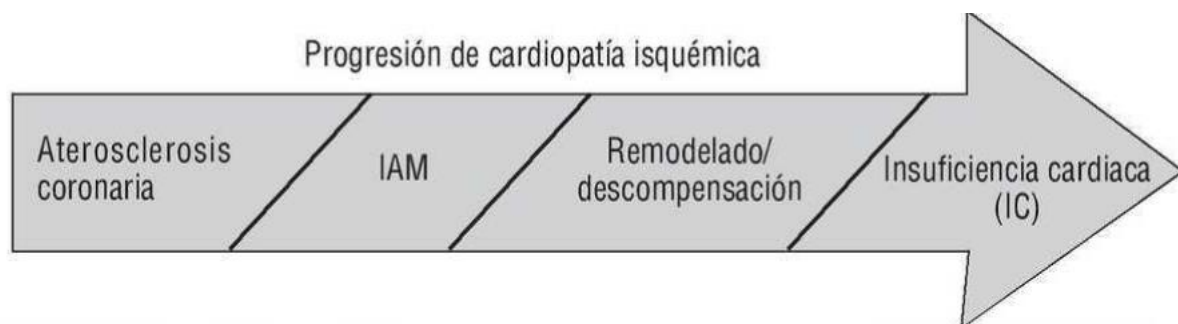 Progresión de cardiopatía isquémica
Aterosclerosis
coronaria
IAM
Remodelado/
descompensación
Insuficiencia cardiaca
(IC)